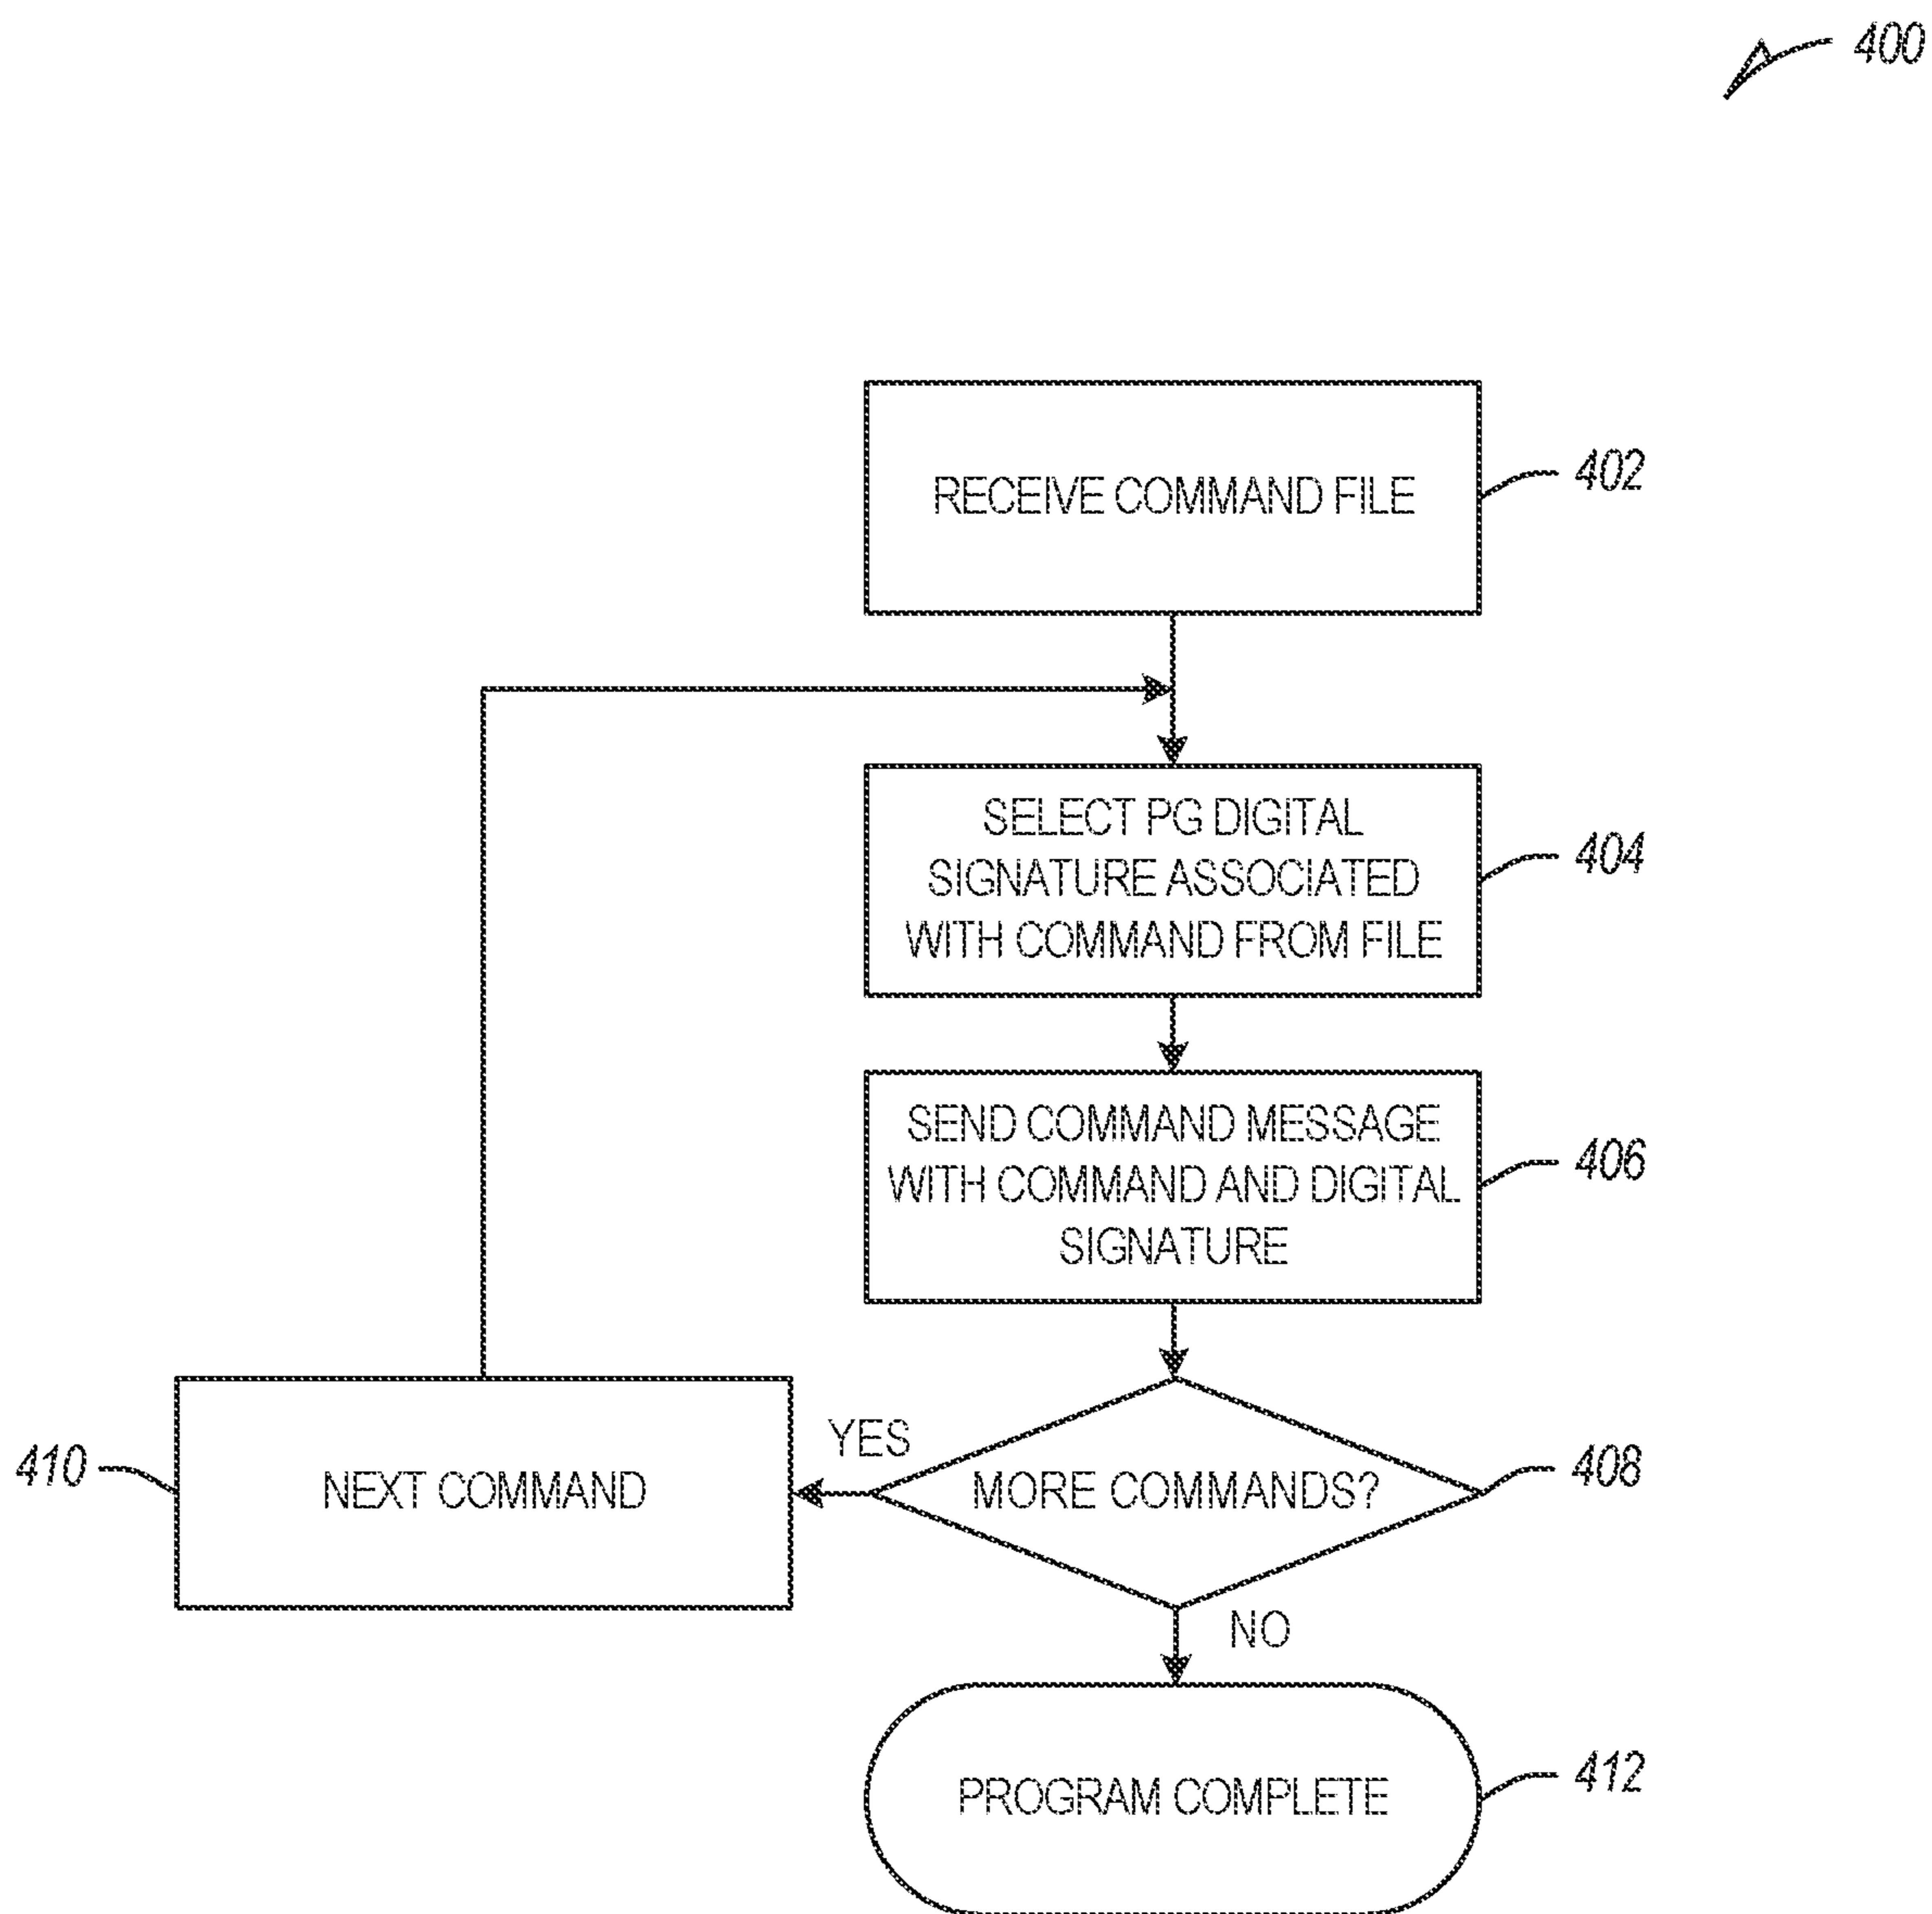 400
RECEIVE COMMAND FILE
402
SELECT PG DIGITAL
SIGNATURE ASSOCIATED
WITH COMMAND FROM FILE
404
SEND COMMAND MESSAGE
WITH COMMAND AND DIGITAL
SIGNATURE
406
YES
410
NEXT COMMAND
MORE COMMANDS?
408
NO
PROGRAM COMPLETE
412